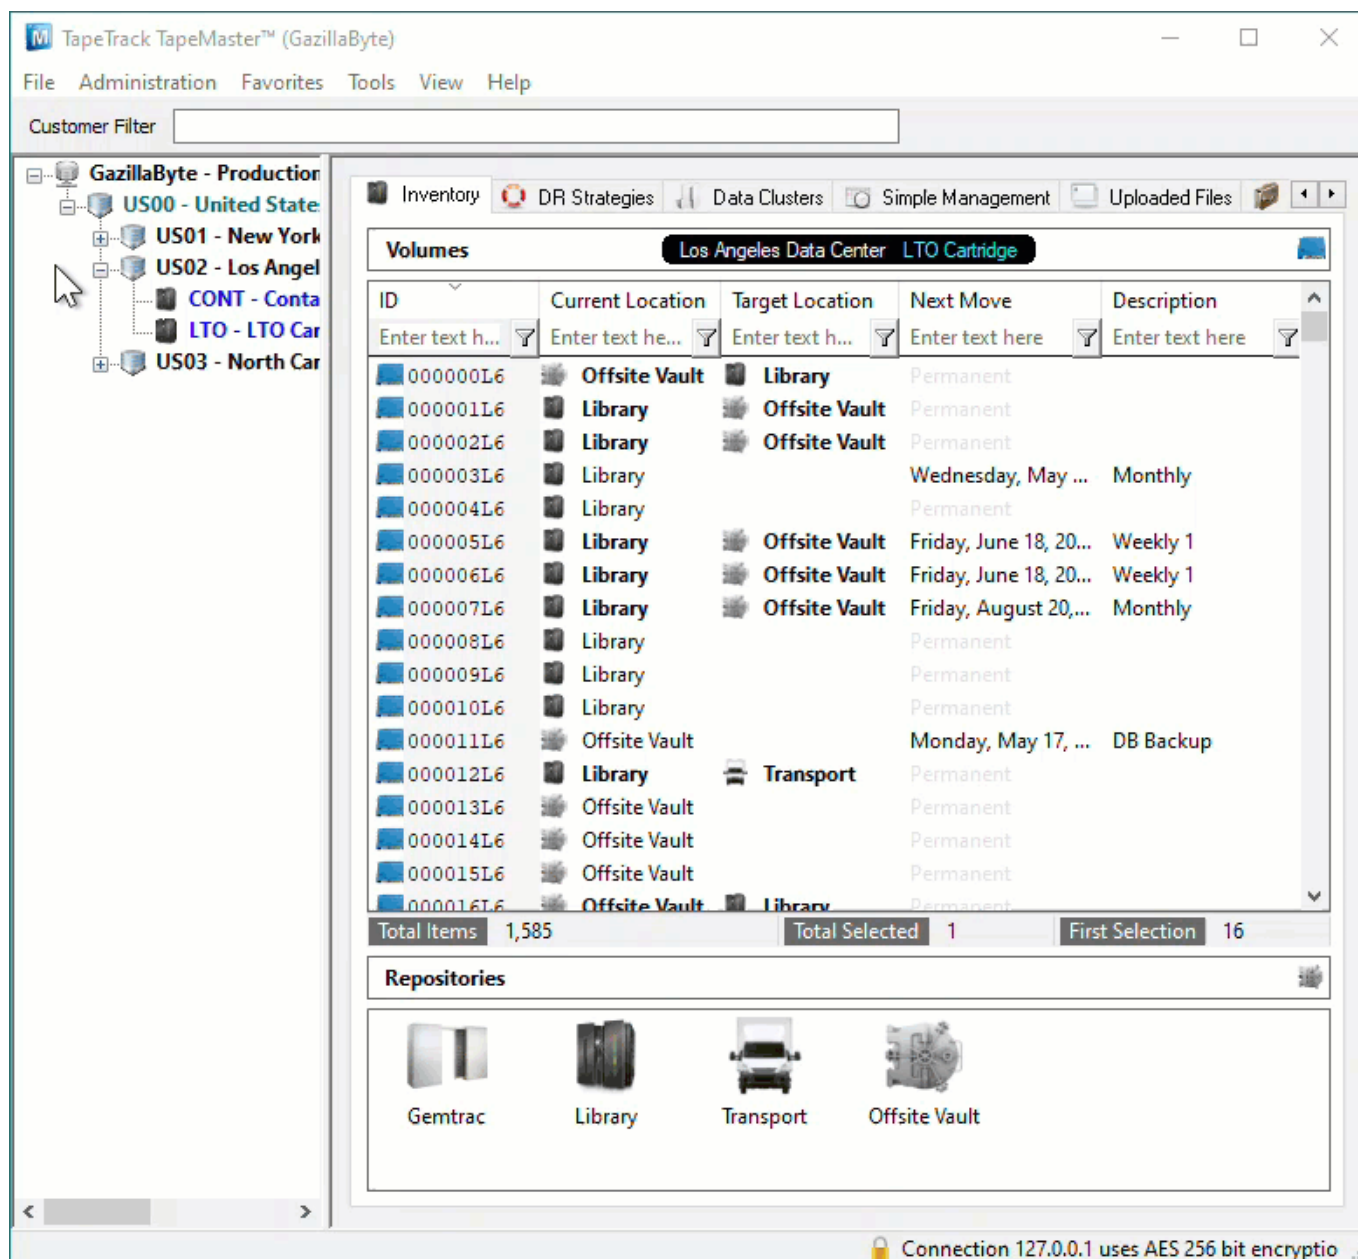 TapeTrack TapeMaster™ (GazillaByte)
File Administration Favorites Tools View Help
Customer Filter
GazillaByte - Production
US00 - United State
US01 - New York
US02 - Los Angel
CONT - Conta
LTO - LTO Car
US03 - North Car
Inventory DR Strategies Data Clusters Simple Management Uploaded Files
Volumes Los Angeles Data Center LTO Cartridge
ID Current Location Target Location Next Move Description
Enter text h... Enter text he... Enter text h... Enter text here Enter text here
000000L6 Offsite Vault Library Permanent
000001L6 Library Offsite Vault Permanent
000002L6 Library Offsite Vault Permanent
000003L6 Library Wednesday, May ... Monthly
000004L6 Library Permanent
000005L6 Library Offsite Vault Friday, June 18, 20... Weekly 1
000006L6 Library Offsite Vault Friday, June 18, 20... Weekly 1
000007L6 Library Offsite Vault Friday, August 20,... Monthly
000008L6 Library Permanent
000009L6 Library Permanent
000010L6 Library Permanent
000011L6 Offsite Vault Monday, May 17, ... DB Backup
000012L6 Library Transport Permanent
000013L6 Offsite Vault Permanent
000014L6 Offsite Vault Permanent
000015L6 Offsite Vault Permanent
000016L6 Offsite Vault Library Permanent
Total Items 1,585 Total Selected 1 First Selection 16
Repositories
Gemtrac Library Transport Offsite Vault
Connection 127.0.0.1 uses AES 256 bit encryptio